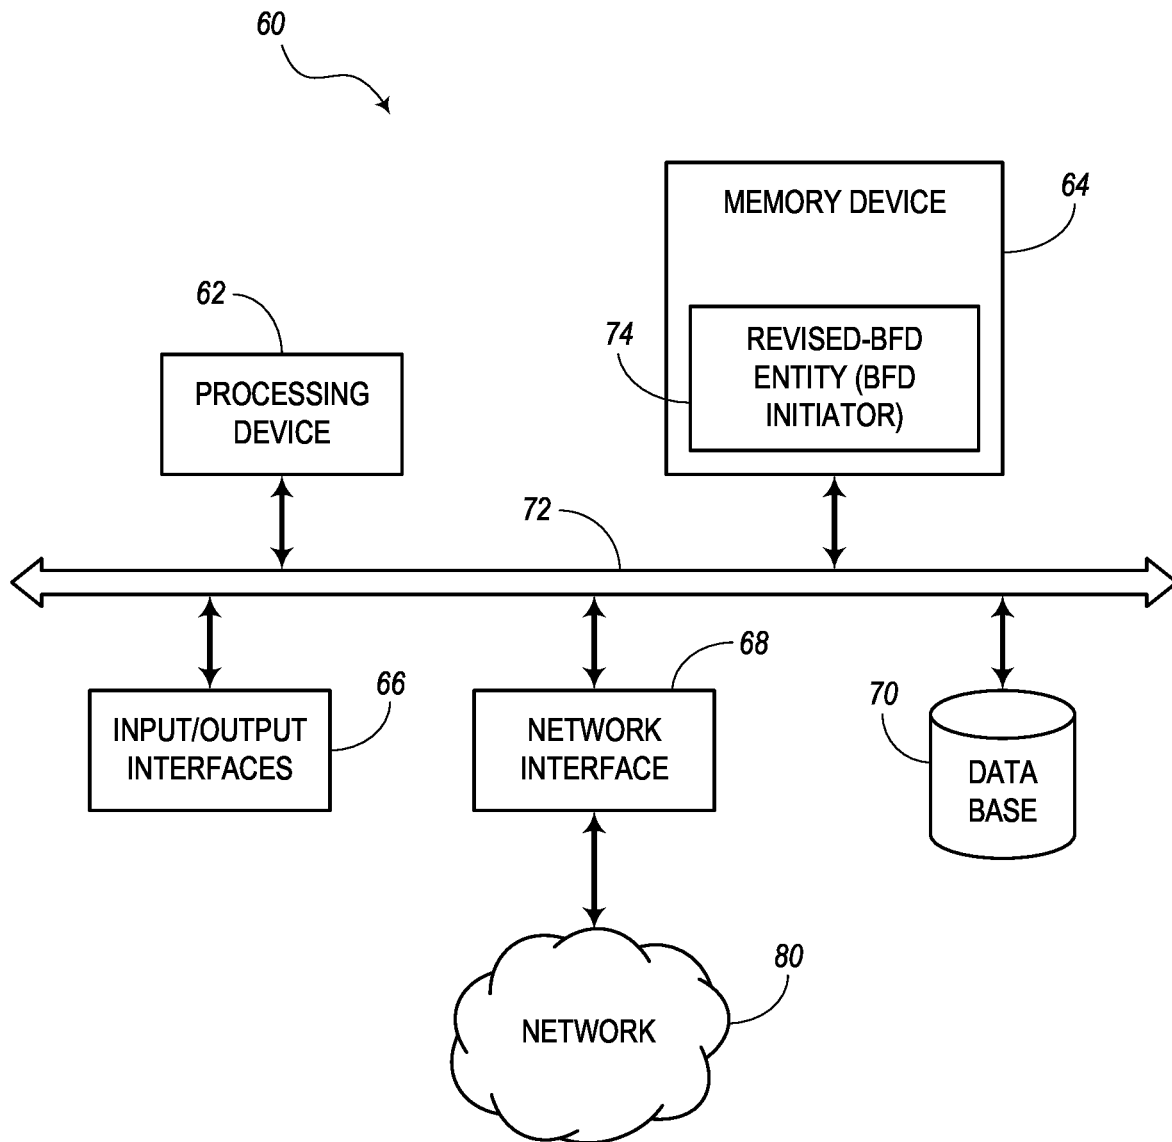 60
MEMORY DEVICE
64
62
74
REVISED-BFD
ENTITY (BFD
INITIATOR)
PROCESSING
DEVICE
72
68
66
70
INPUT/OUTPUT
INTERFACES
NETWORK
INTERFACE
DATA
BASE
80
NETWORK